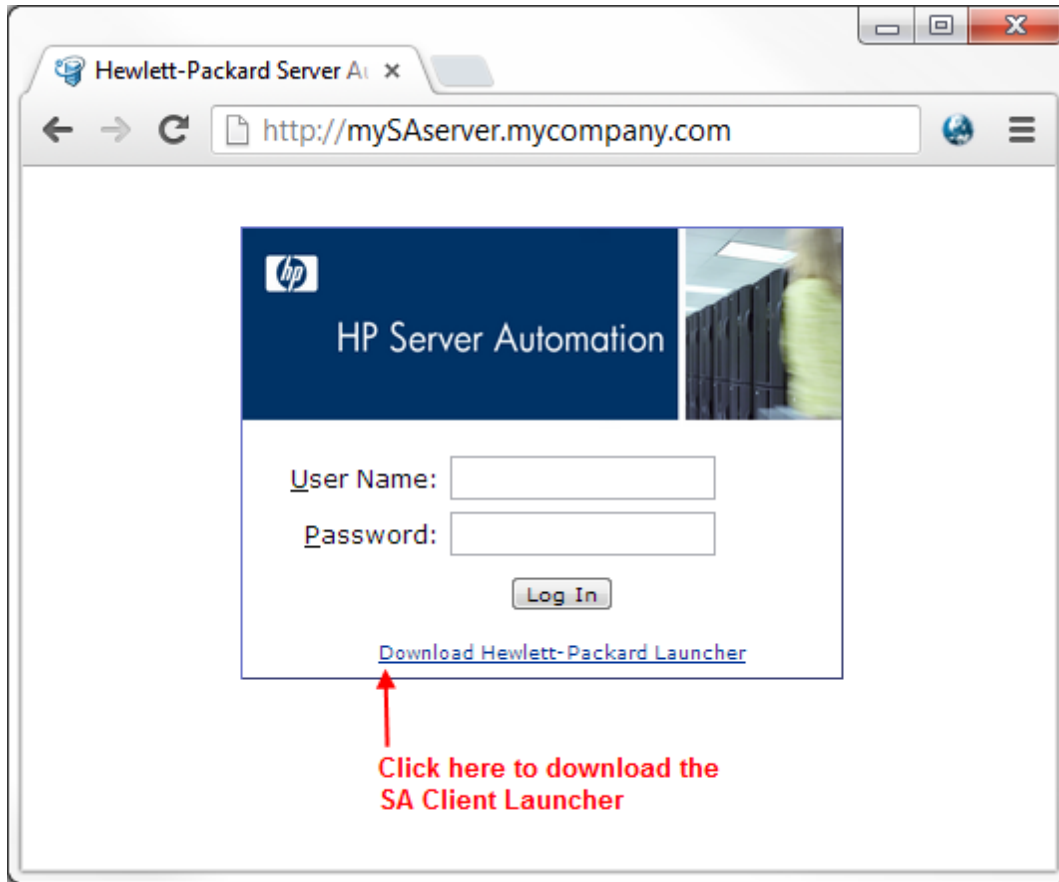 Hewlett-Packard Server Au
http://mySAserver.mycompany.com
hp
HP Server Automation
User Name:
Password:
Log In
Download Hewlett-Packard Launcher
Click here to download the
SA Client Launcher